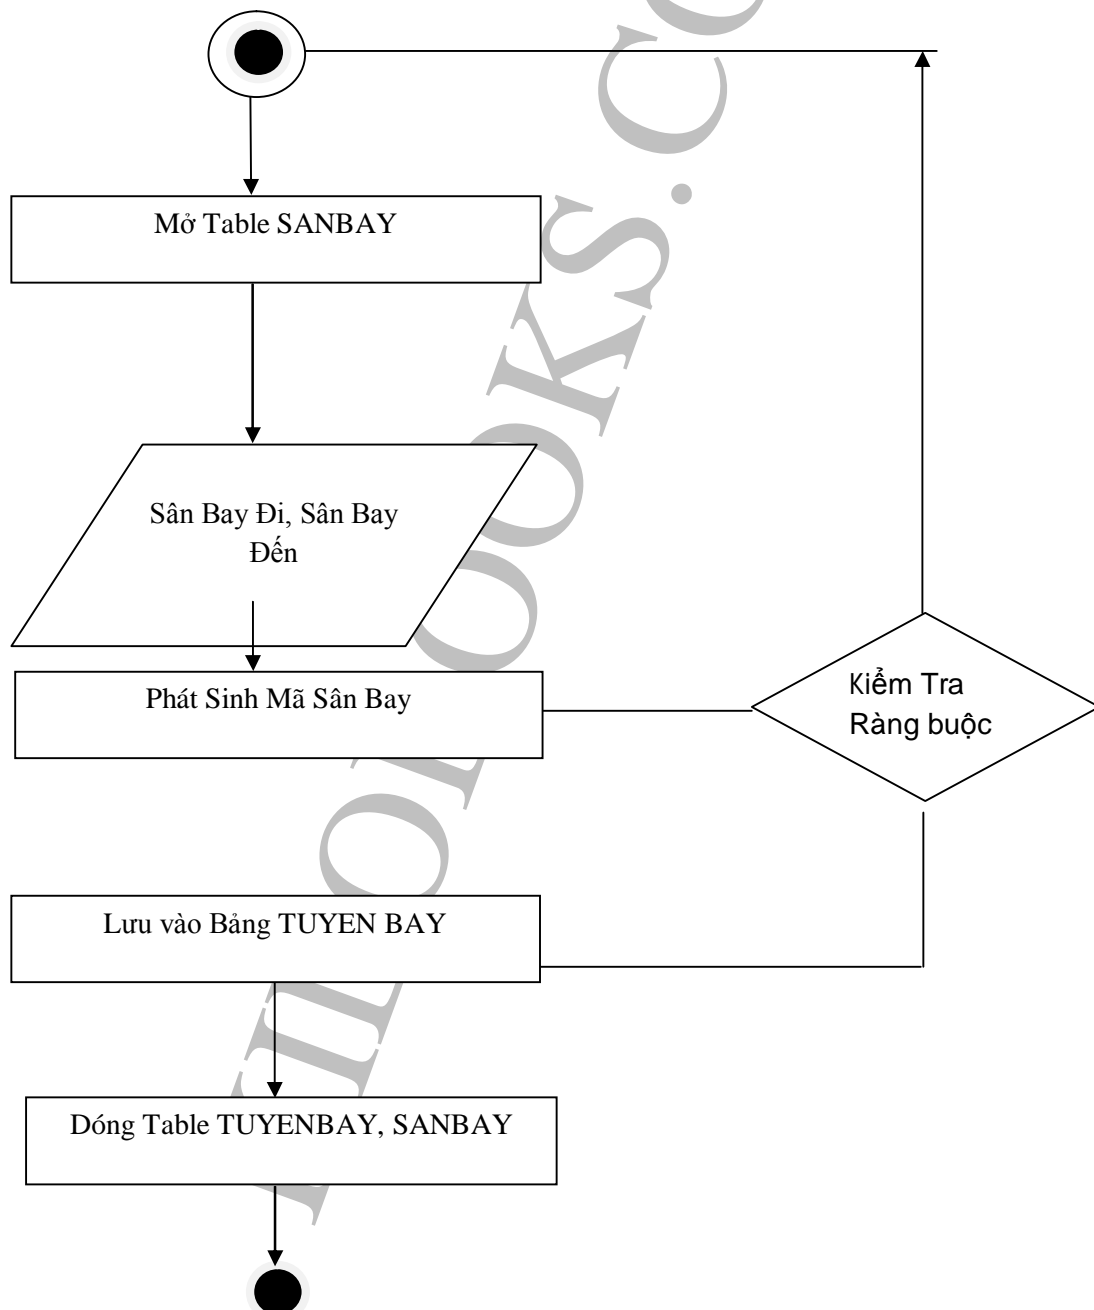 Mở Table SANBAY
Sân Bay Đi, Sân Bay
Đến
Phát Sinh Mã Sân Bay
Kiểm Tra
Ràng buộc
Lưu vào Bảng TUYEN BAY
Dóng Table TUYENBAY, SANBAY